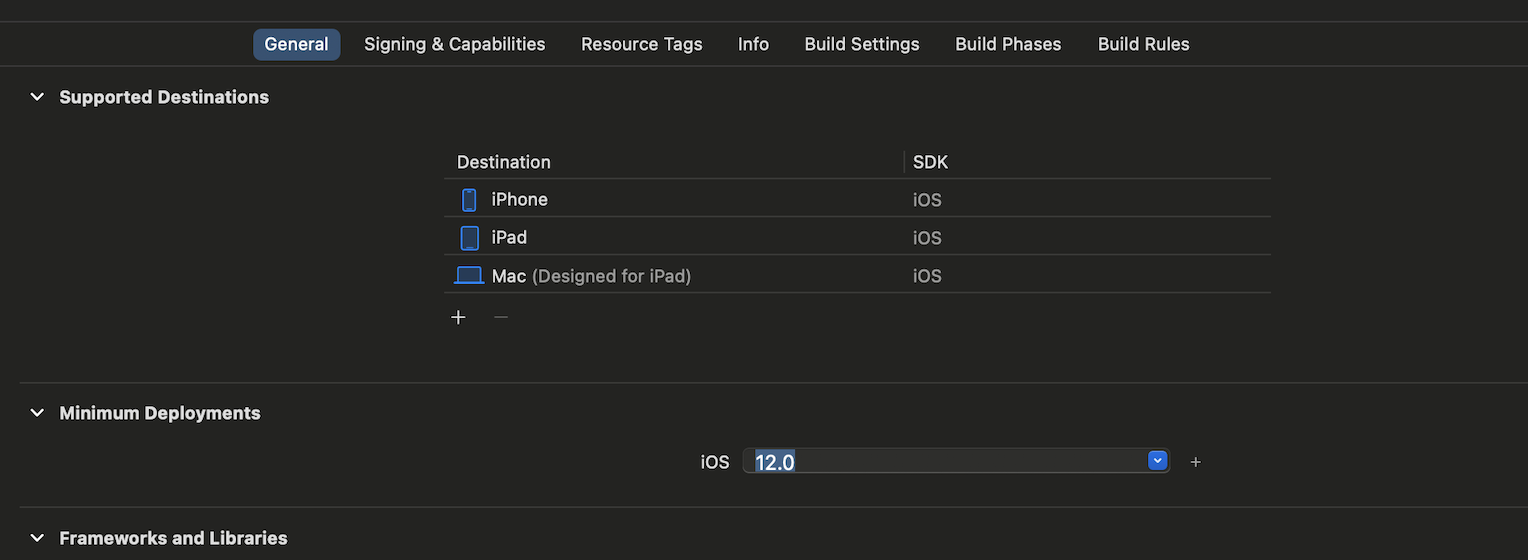 General Signing & Capabilities Resource Tags Info Build Settings Build Phases Build Rules
Supported Destinations
Destination SDK
iPhone iOS
iPad iOS
Mac (Designed for iPad) iOS
+ —
Minimum Deployments
iOS 12.0 +
Frameworks and Libraries